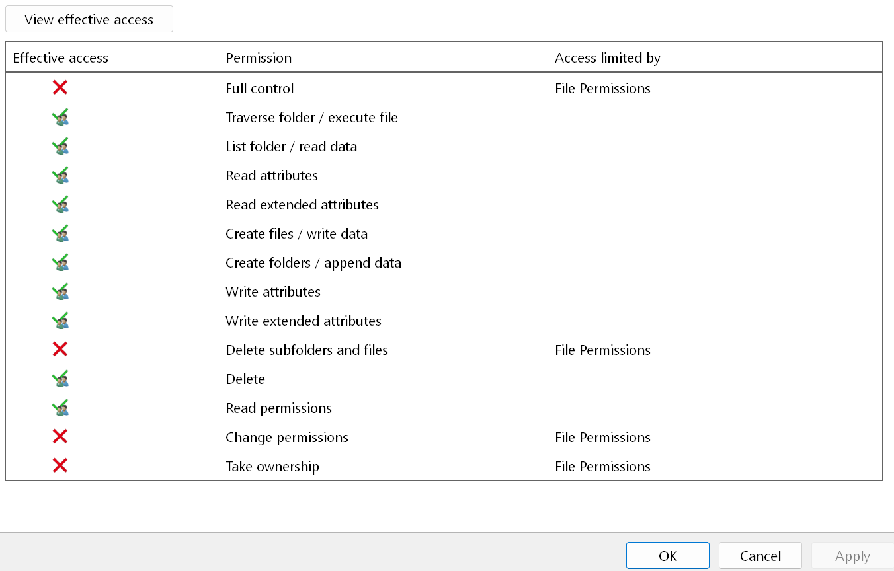 View effective access
Effective access Permission Access limited by
Full control File Permissions
Traverse folder / execute file
List folder / read data
Read attributes
Read extended attributes
Create files / write data
Create folders / append data
Write attributes
Write extended attributes
Delete subfolders and files File Permissions
Delete
Read permissions
Change permissions File Permissions
Take ownership File Permissions
OK Cancel Apply